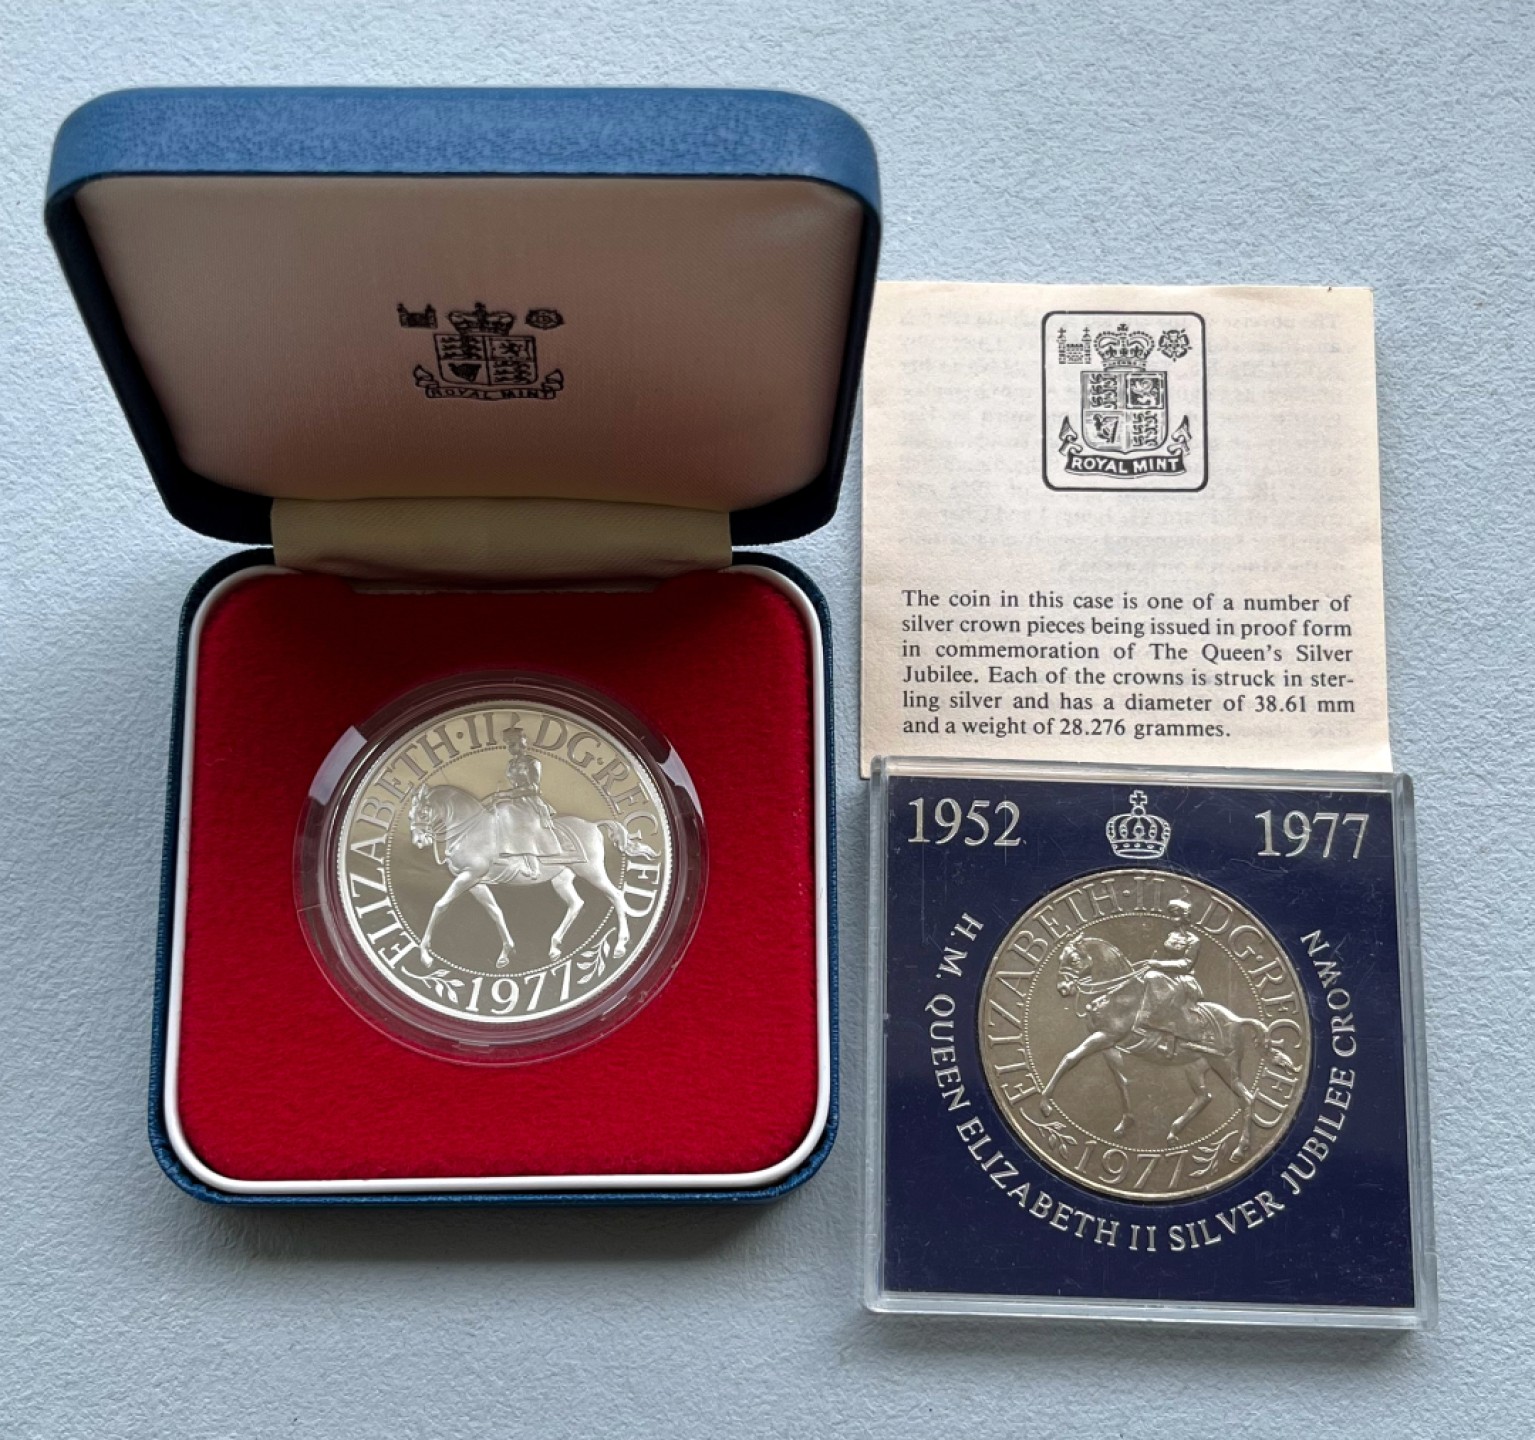 ROYAL MINT
ELIZABETH·II DG·REG·FD
1977
ROYAL MINT
The coin in this case is one of a number of
silver crown pieces being issued in proof form
in commemoration of The Queen's Silver
Jubilee. Each of the crowns is struck in ster-
ling silver and has a diameter of 38.61 mm
and a weight of 28.276 grammes.
1952 1977
H.M. QUEEN ELIZABETH II SILVER JUBILEE CROWN
ELIZABETH·II DG·REG·FD
1977